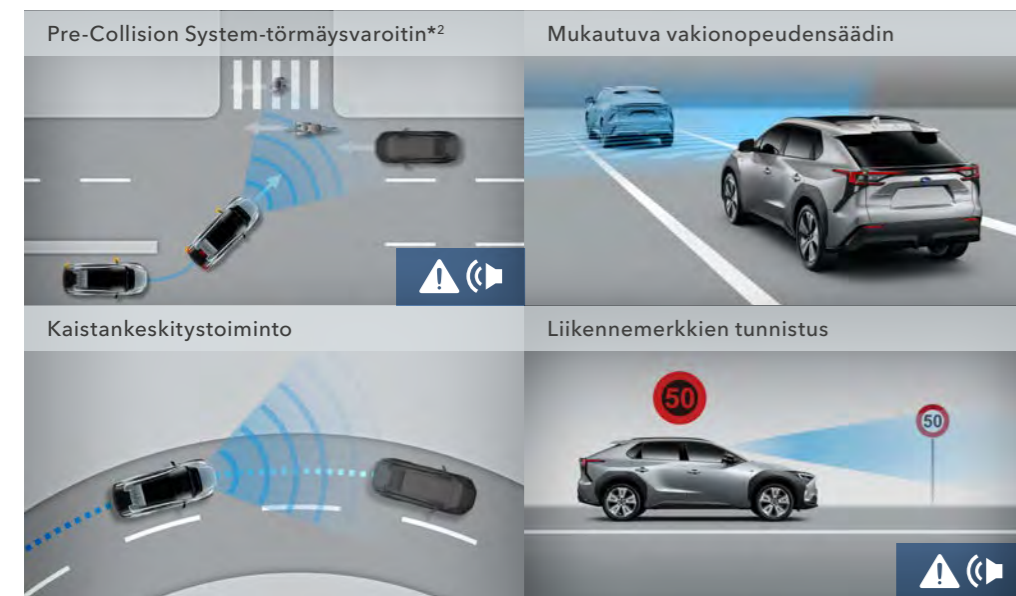 Pre-Collision System-törmäysvaroitin*2
Mukautuva vakionopeudensäädin
Kaistankeskitystoiminto
Liikennemerkkien tunnistus
50
50